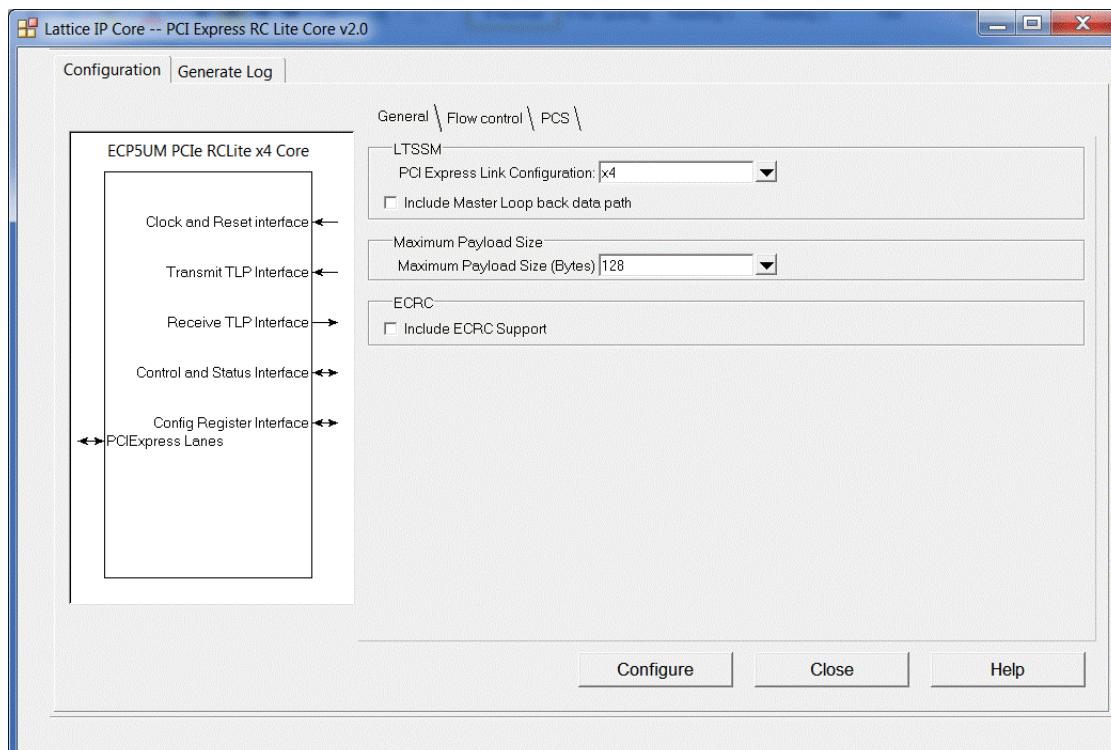 Lattice IP Core -- PCI Express RC Lite Core v2.0
Configuration
Generate Log
General
Flow control
PCS
ECP5UM PCIe RCLite x4 Core
Clock and Reset interface
Transmit TLP Interface
Receive TLP Interface
Control and Status Interface
Config Register Interface
PCIExpress Lanes
LTSSM
PCI Express Link Configuration: x4
Include Master Loop back data path
Maximum Payload Size
Maximum Payload Size (Bytes) 128
ECRC
Include ECRC Support
Configure
Close
Help